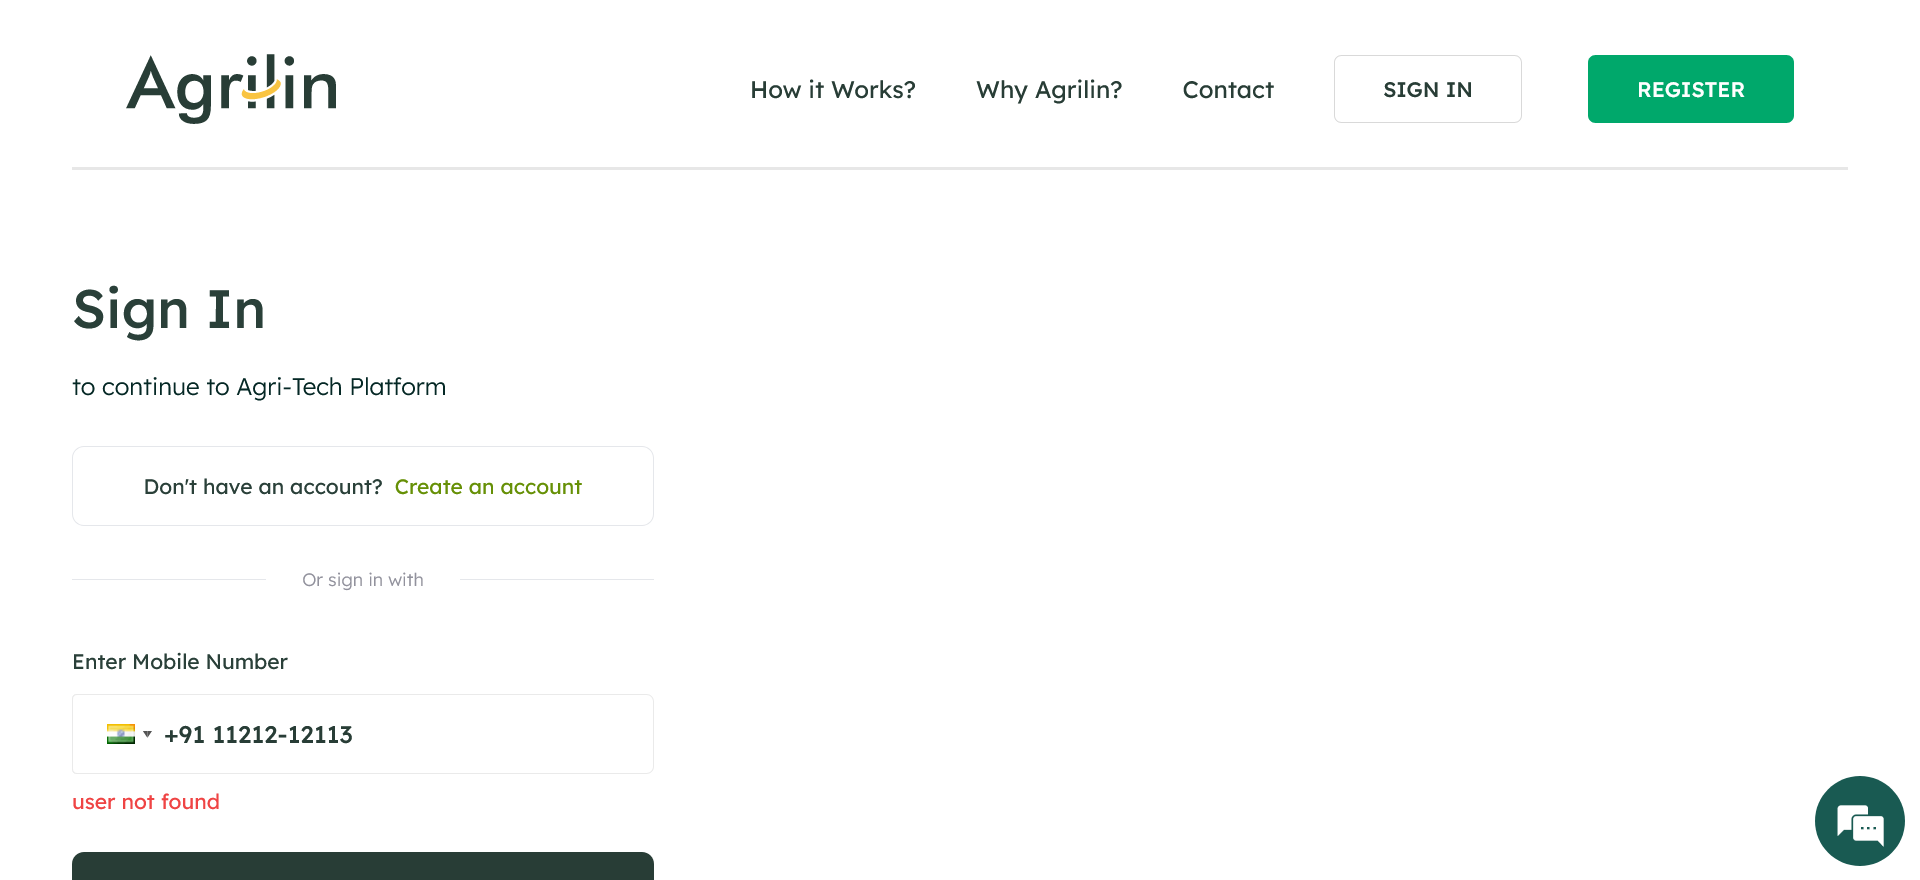 Agrilin
How it Works?
Why Agrilin?
Contact
SIGN IN
REGISTER
Sign In
to continue to Agri-Tech Platform
Don't have an account? Create an account
Or sign in with
Enter Mobile Number
+91 11212-12113
user not found